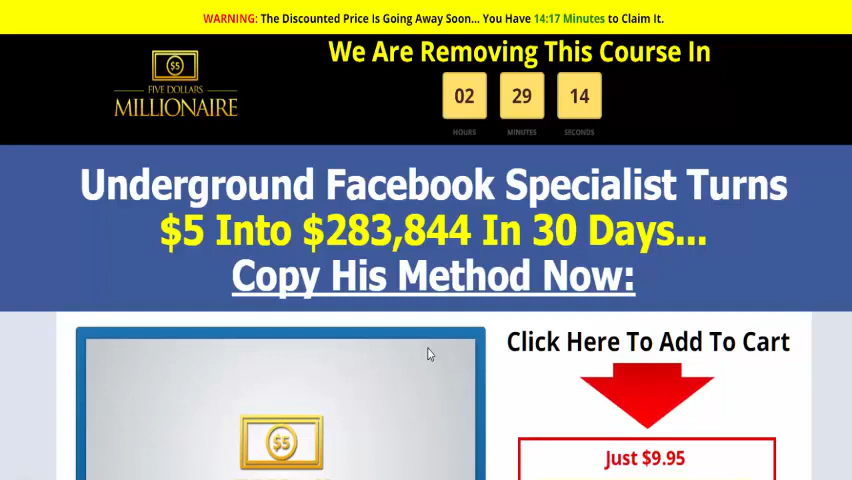 WARNING: The Discounted Price Is Going Away Soon... You Have 14:17 Minutes to Claim It.
We Are Removing This Course In
$5
FIVE DOLLARS
MILLIONAIRE
02 29 14
HOURS MINUTES SECONDS
Underground Facebook Specialist Turns
$5 Into $283,844 In 30 Days...
Copy His Method Now:
Click Here To Add To Cart
$5
Just $9.95